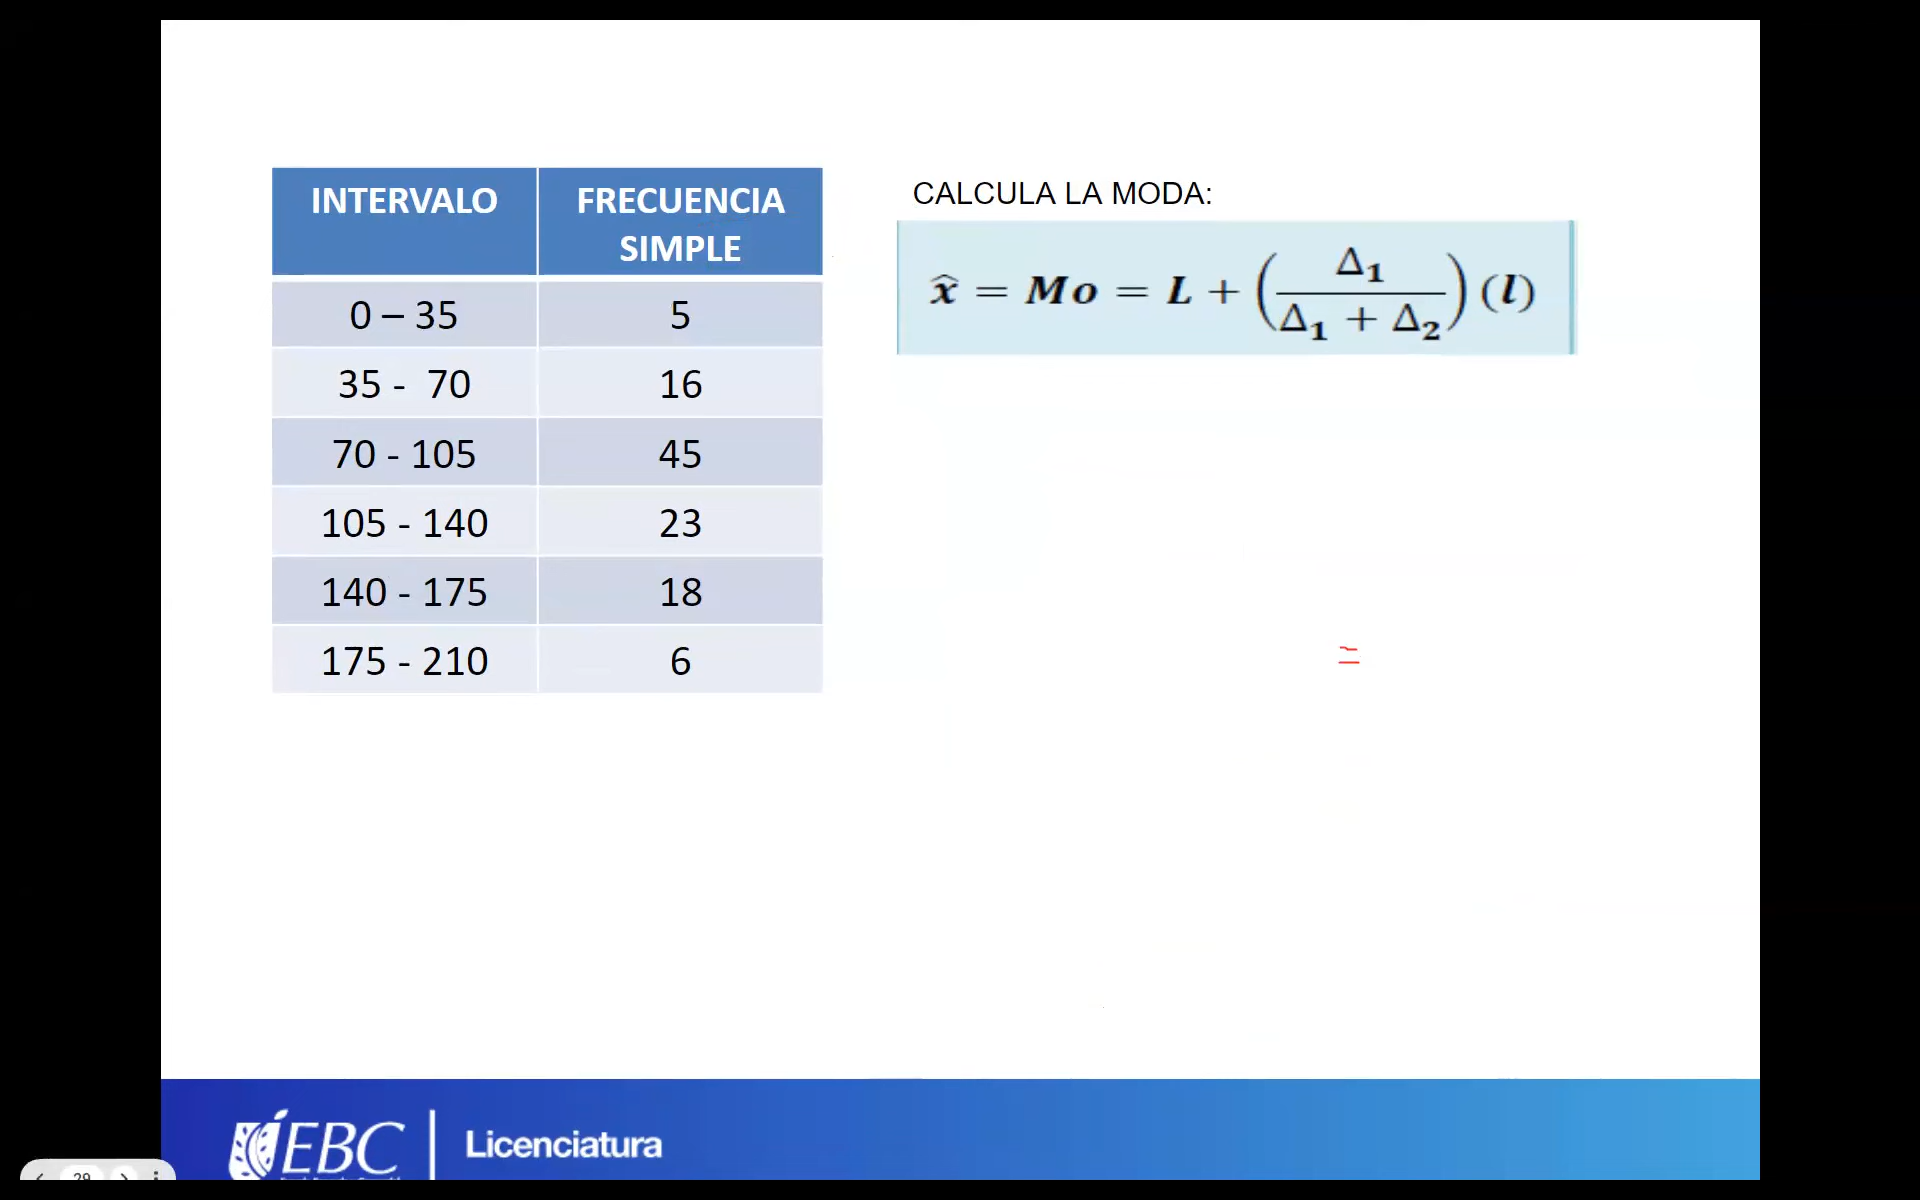 INTERVALO FRECUENCIA SIMPLE
0 – 35 5
35 - 70 16
70 - 105 45
105 - 140 23
140 - 175 18
175 - 210 6
CALCULA LA MODA:
x̂ = Mo = L + (Δ₁ / (Δ₁ + Δ₂)) (l)
=
EBC | Licenciatura
29